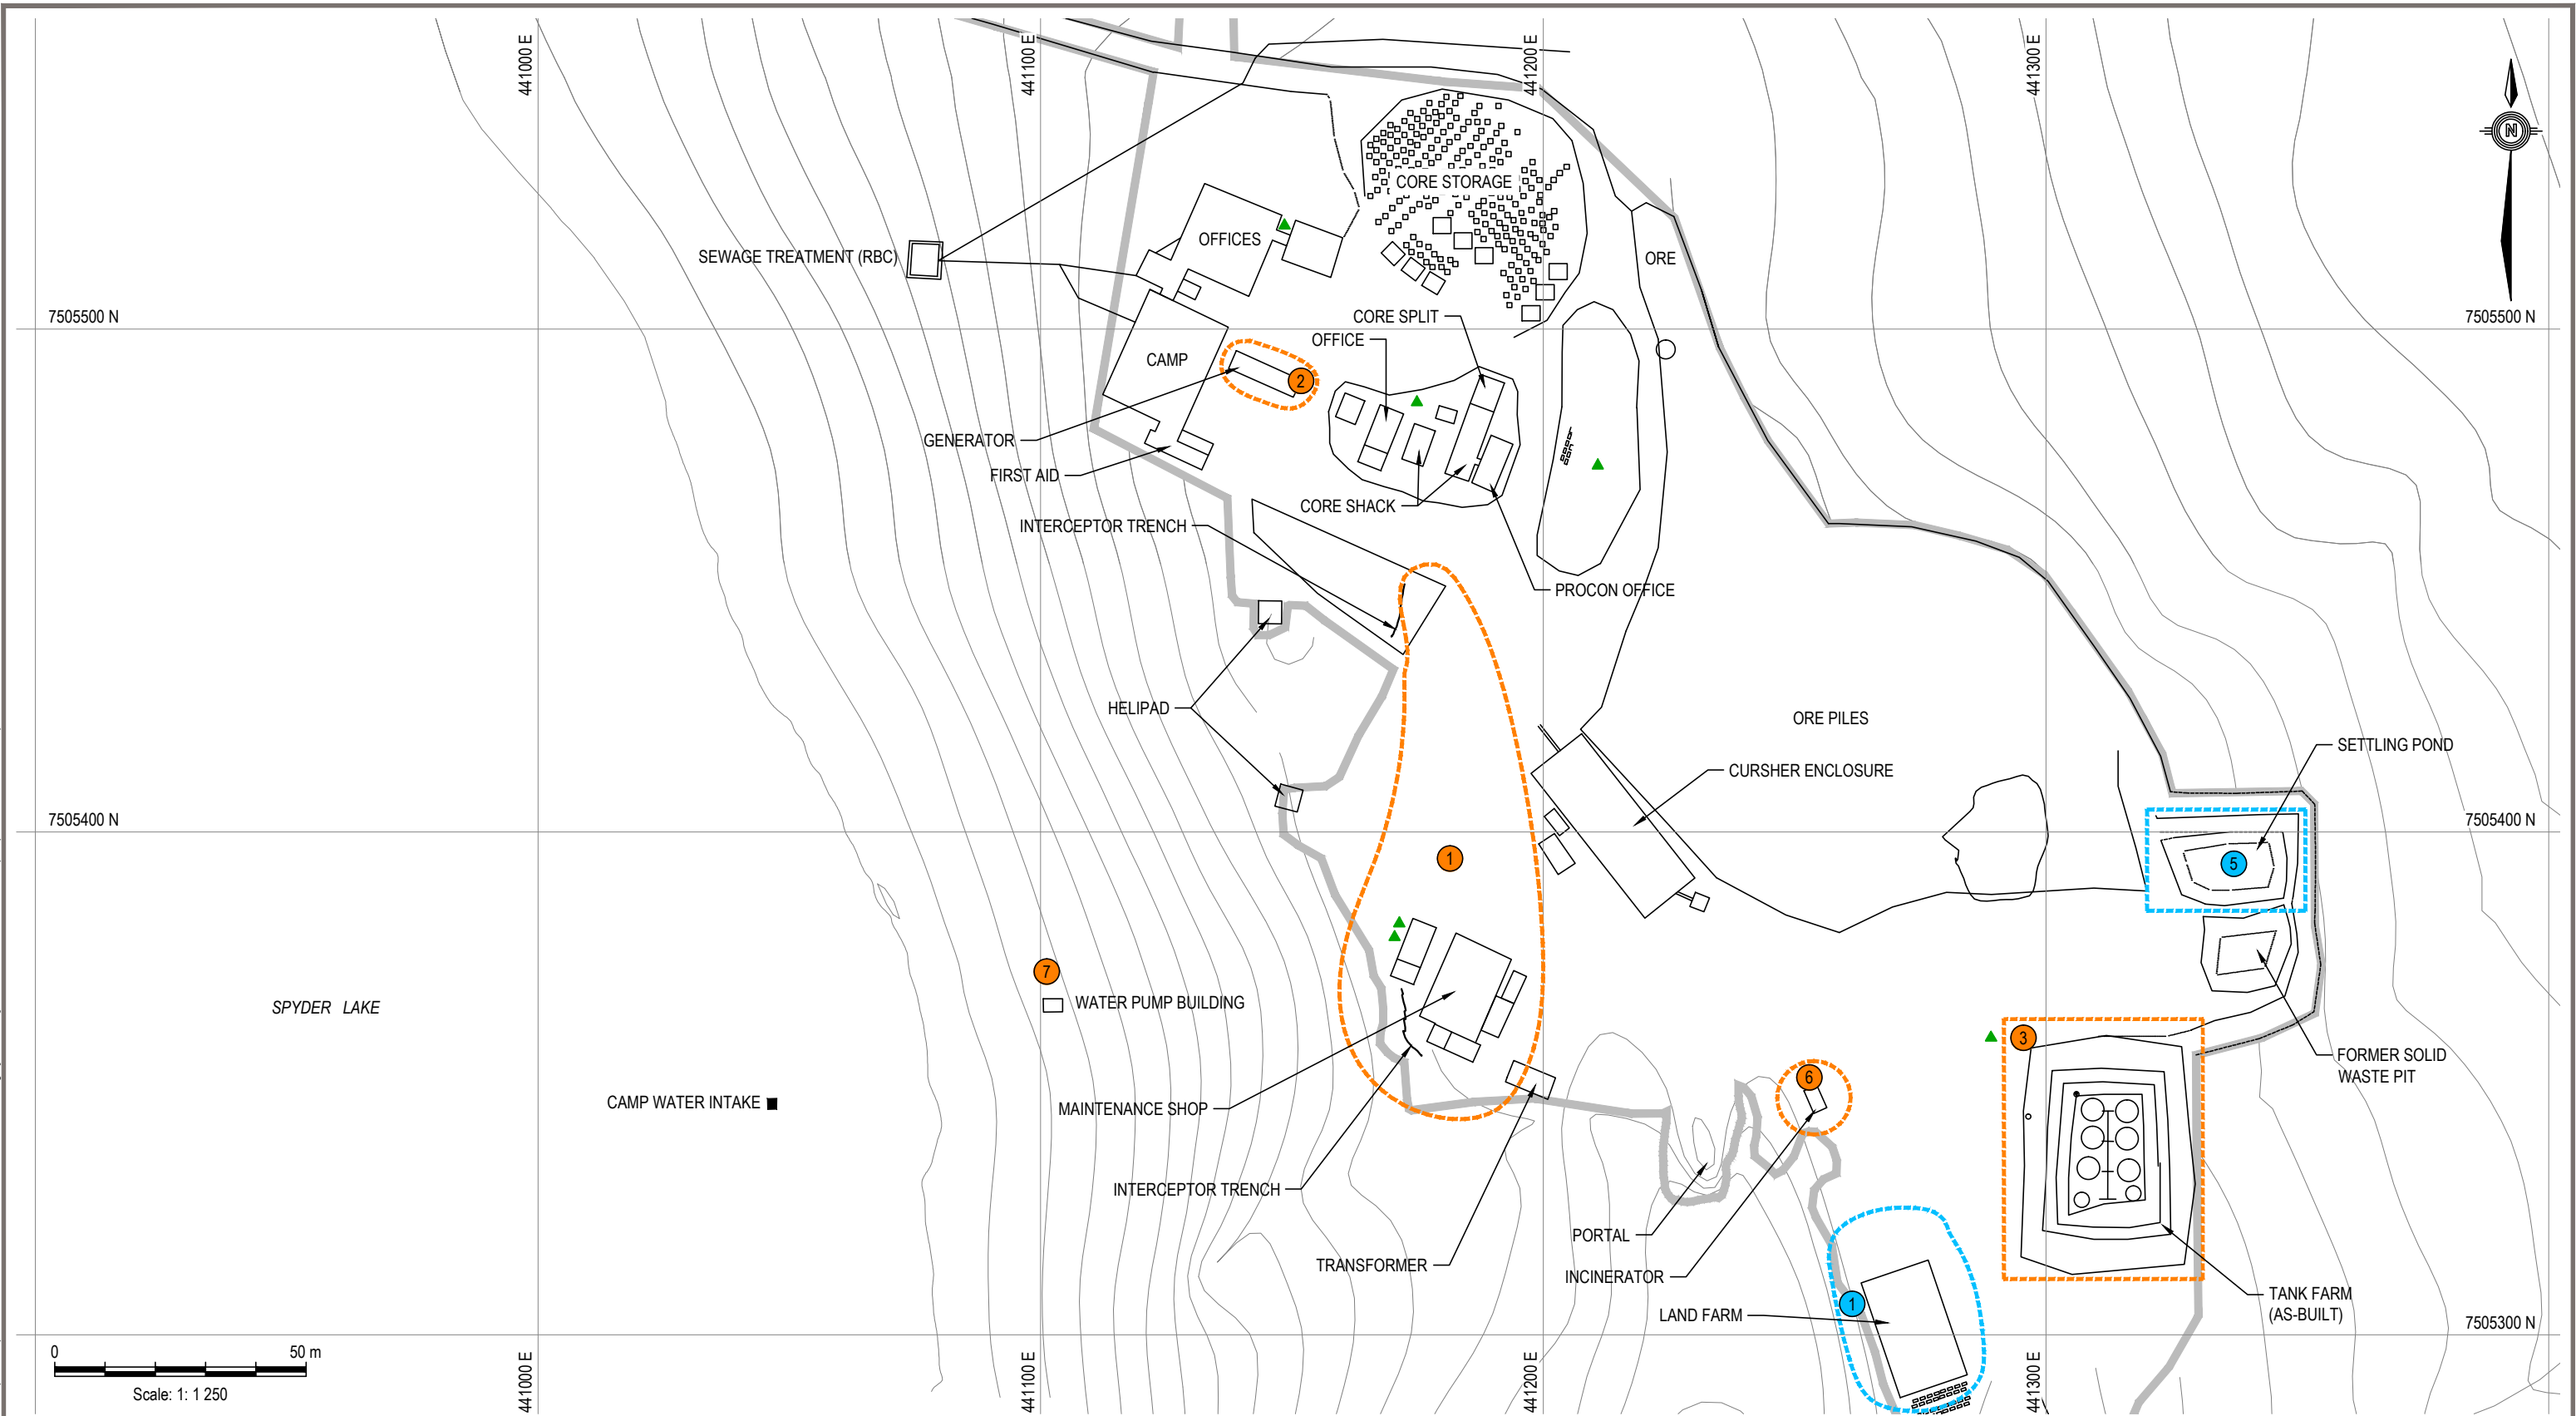 441000 E
441100 E
441200 E
441300 E
N
CORE STORAGE
OFFICES
SEWAGE TREATMENT (RBC)
ORE
7505500 N
7505500 N
CORE SPLIT
OFFICE
CAMP
2
GENERATOR
FIRST AID
CORE SHACK
INTERCEPTOR TRENCH
PROCON OFFICE
HELIPAD
ORE PILES
SETTLING POND
CURSHER ENCLOSURE
7505400 N
7505400 N
1
5
7
SPYDER LAKE
WATER PUMP BUILDING
3
FORMER SOLID
WASTE PIT
6
CAMP WATER INTAKE
MAINTENANCE SHOP
INTERCEPTOR TRENCH
PORTAL
TRANSFORMER
INCINERATOR
TANK FARM
(AS-BUILT)
1
LAND FARM
7505300 N
0 50 m
Scale: 1: 1 250
441000 E
441100 E
441200 E
441300 E